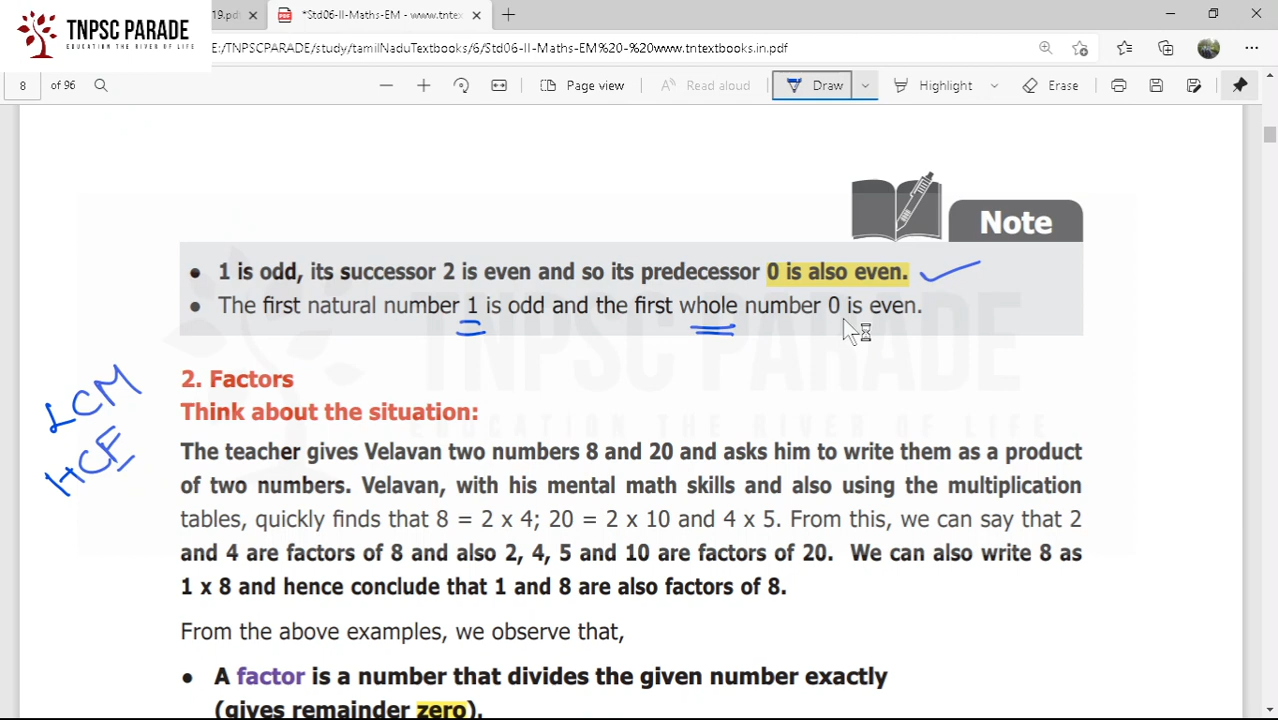 TNPSC PARADE
EDUCATION THE RIVER OF LIFE
19.pd
*Std06-II-Maths-EM - www.tntex
E:/TNPSCPARADE/study/tamilNaduTextbooks/6/Std06-II-Maths-EM%20-%20www.tntextbooks.in.pdf
8 of 96
Page view
Read aloud
Draw
Highlight
Erase
Note
• 1 is odd, its successor 2 is even and so its predecessor 0 is also even.
• The first natural number 1 is odd and the first whole number 0 is even.
TNPSC PARADE
EDUCATION THE RIVER OF LIFE
LCM
HCF
2. Factors
Think about the situation:
The teacher gives Velavan two numbers 8 and 20 and asks him to write them as a product
of two numbers. Velavan, with his mental math skills and also using the multiplication
tables, quickly finds that 8 = 2 x 4; 20 = 2 x 10 and 4 x 5. From this, we can say that 2
and 4 are factors of 8 and also 2, 4, 5 and 10 are factors of 20. We can also write 8 as
1 x 8 and hence conclude that 1 and 8 are also factors of 8.
From the above examples, we observe that,
• A factor is a number that divides the given number exactly
(gives remainder zero).